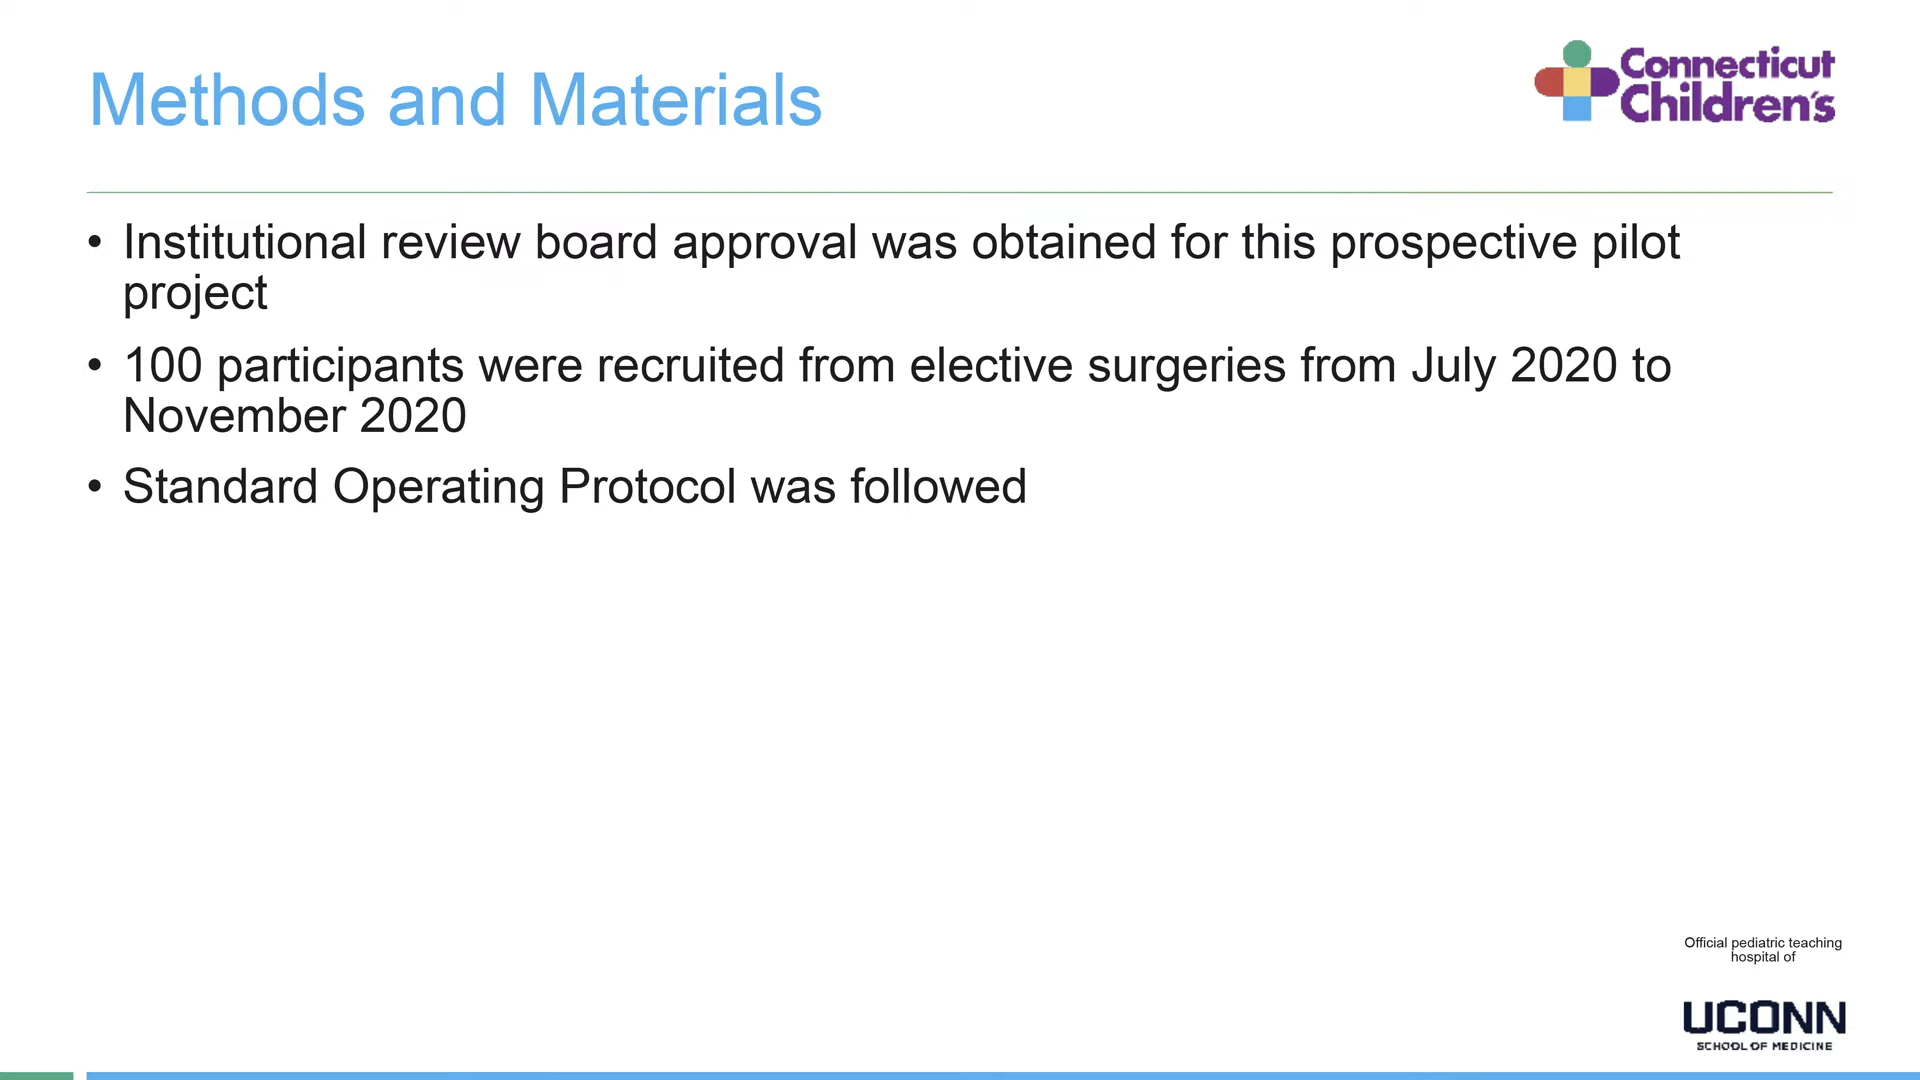 Methods and Materials
Connecticut
Children's
• Institutional review board approval was obtained for this prospective pilot
project
• 100 participants were recruited from elective surgeries from July 2020 to
November 2020
• Standard Operating Protocol was followed
Official pediatric teaching
hospital of
UCONN
SCHOOL OF MEDICINE